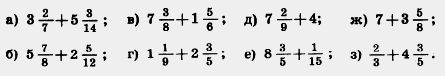 а) 3 2/7 + 5 3/14 ; в) 7 3/8 + 1 5/6 ; д) 7 2/9 + 4; ж) 7 + 3 5/8 ;
б) 5 7/8 + 2 5/12 ; г) 1 1/9 + 2 3/5 ; е) 8 3/5 + 1/15 ; з) 2/3 + 4 3/5 .